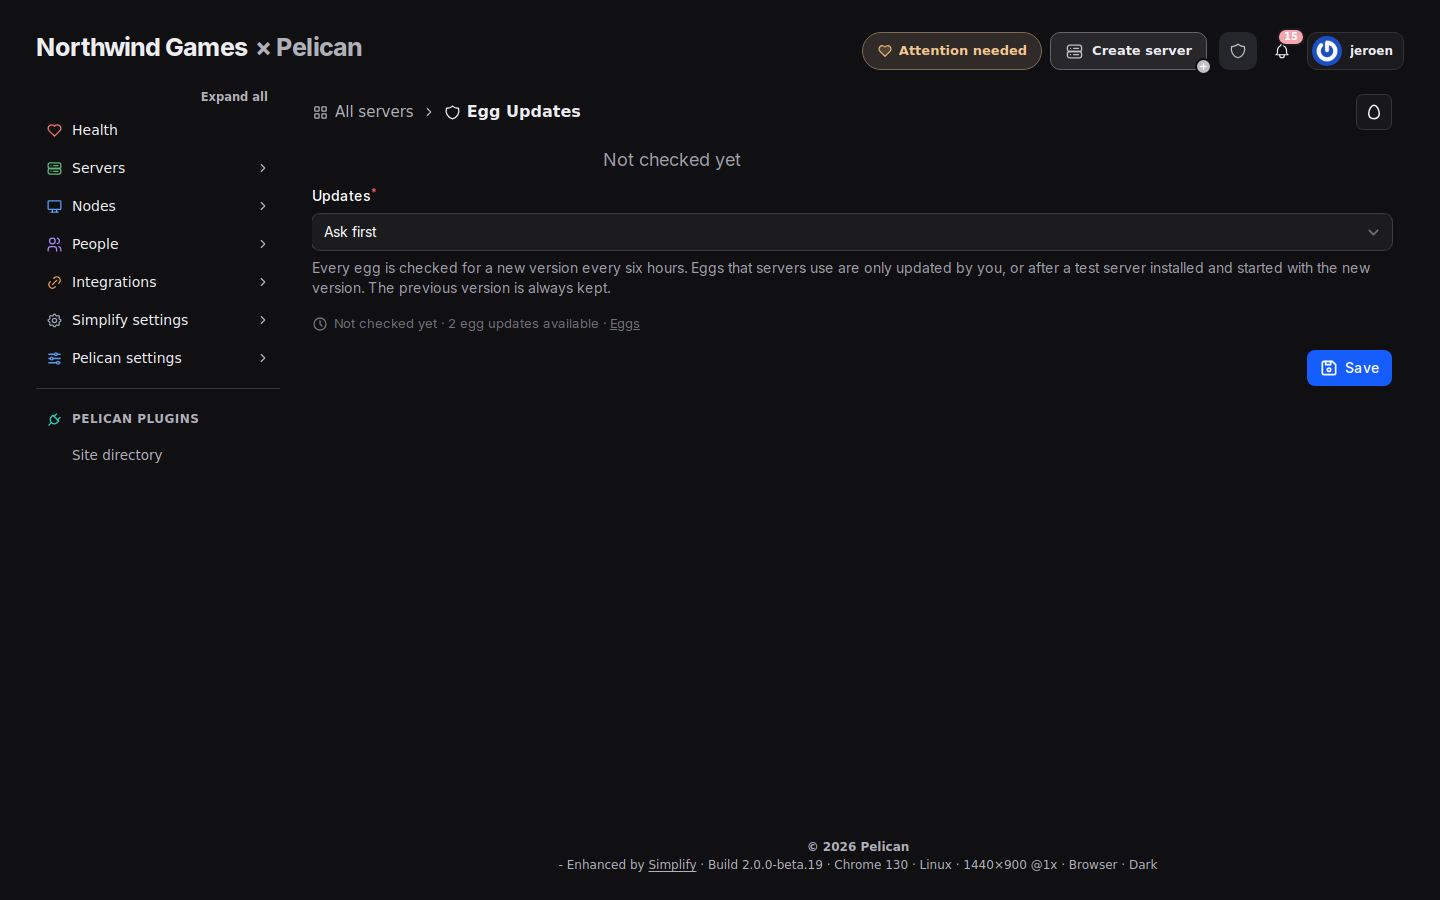 Northwind Games × Pelican
Attention needed
Create server
15
jeroen
Expand all
Health
Servers
Nodes
People
Integrations
Simplify settings
Pelican settings
PELICAN PLUGINS
Site directory
All servers
Egg Updates
Not checked yet
Updates*
Ask first
Every egg is checked for a new version every six hours. Eggs that servers use are only updated by you, or after a test server installed and started with the new
version. The previous version is always kept.
Not checked yet · 2 egg updates available · Eggs
Save
© 2026 Pelican
- Enhanced by Simplify · Build 2.0.0-beta.19 · Chrome 130 · Linux · 1440×900 @1x · Browser · Dark